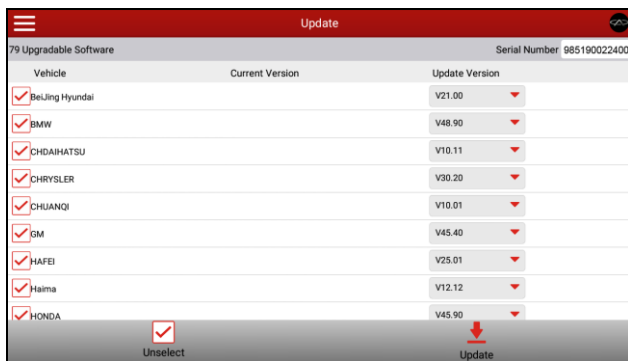 Update
79 Upgradable Software Serial Number 985190022400
Vehicle Current Version Update Version
BeiJing Hyundai V21.00
BMW V48.90
CHDAIHATSU V10.11
CHRYSLER V30.20
CHUANQI V10.01
GM V45.40
HAFEI V25.01
Haima V12.12
HONDA V45.90
Unselect Update